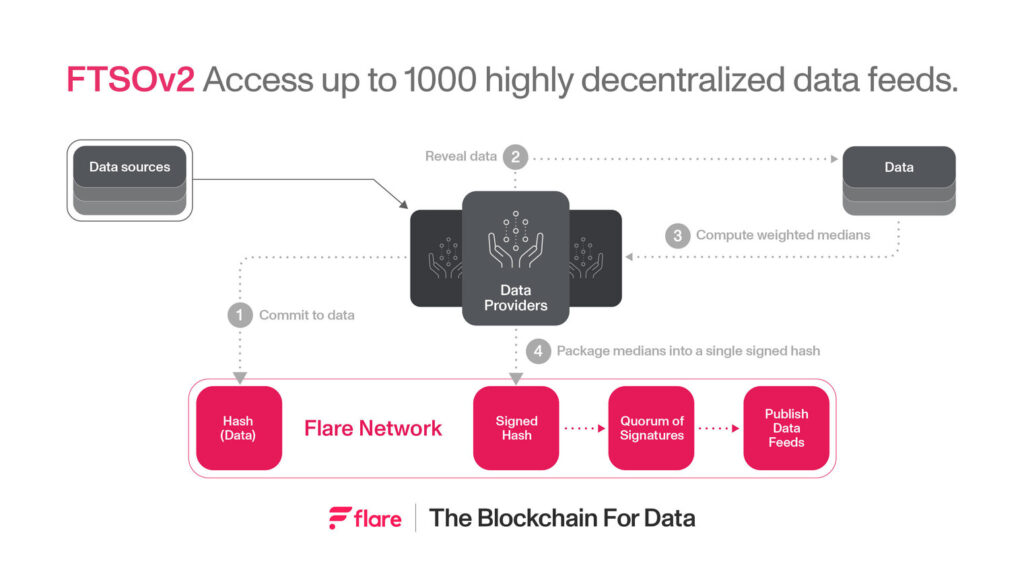 FTSOv2 Access up to 1000 highly decentralized data feeds.
Data sources
Reveal data 2
Data
3 Compute weighted medians
Data
Providers
1 Commit to data
4 Package medians into a single signed hash
Hash
(Data)
Flare Network
Signed
Hash
Quorum of
Signatures
Publish
Data
Feeds
flare
The Blockchain For Data